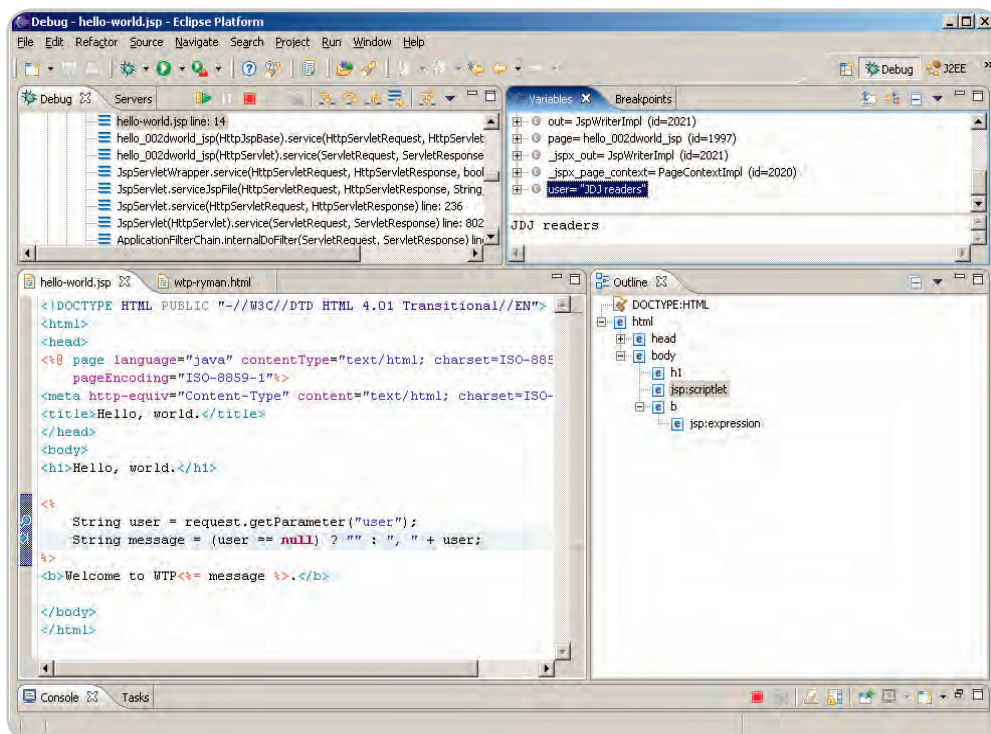 Debug - hello-world.jsp - Eclipse Platform
File Edit Refactor Source Navigate Search Project Run Window Help
Debug J2EE »
Debug Servers
hello-world.jsp line: 14
hello_002dworld_jsp(HttpJspBase).service(HttpServletRequest, HttpServlet
hello_002dworld_jsp(HttpServlet).service(ServletRequest, ServletResponse
JspServletWrapper.service(HttpServletRequest, HttpServletResponse, bool
JspServlet.serviceJspFile(HttpServletRequest, HttpServletResponse, String
JspServlet.service(HttpServletRequest, HttpServletResponse) line: 236
JspServlet(HttpServlet).service(ServletRequest, ServletResponse) line: 802
ApplicationFilterChain.internalDoFilter(ServletRequest, ServletResponse) lin
Variables Breakpoints
out= JspWriterImpl (id=2021)
page= hello_002dworld_jsp (id=1997)
_jspx_out= JspWriterImpl (id=2021)
_jspx_page_context= PageContextImpl (id=2020)
user= "JDJ readers"
JDJ readers
hello-world.jsp wtp-ryman.html
<!DOCTYPE HTML PUBLIC "-//W3C//DTD HTML 4.01 Transitional//EN">
<html>
<head>
<%@ page language="java" contentType="text/html; charset=ISO-885
pageEncoding="ISO-8859-1"%>
<meta http-equiv="Content-Type" content="text/html; charset=ISO-
<title>Hello, world.</title>
</head>
<body>
<h1>Hello, world.</h1>
<%
String user = request.getParameter("user");
String message = (user == null) ? "" : ", " + user;
%>
<b>Welcome to WTP<%= message %>.</b>
</body>
</html>
Outline
DOCTYPE:HTML
html
head
body
h1
jsp:scriptlet
b
jsp:expression
Console Tasks